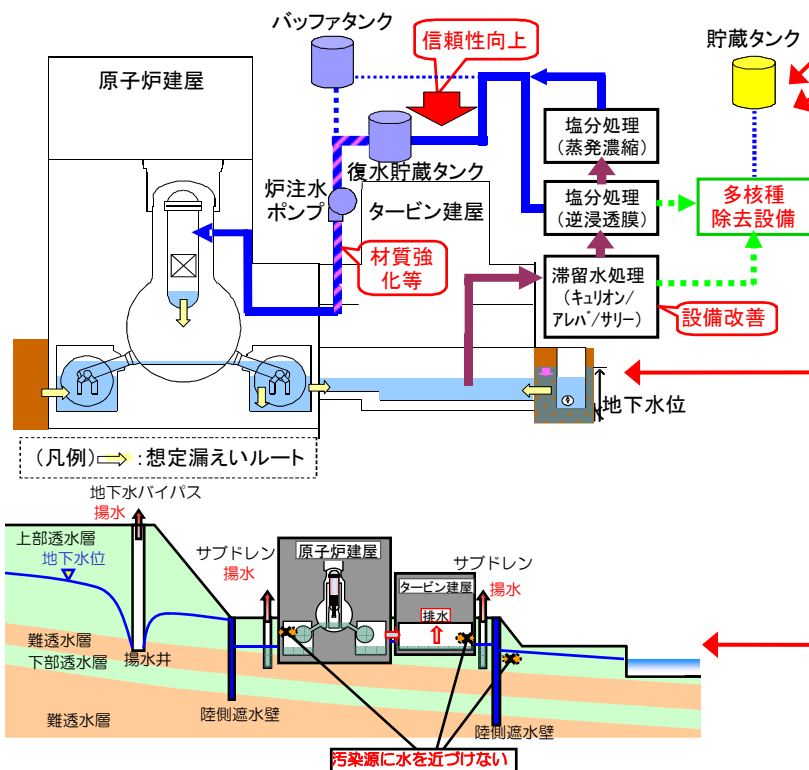 バッファタンク
信頼性向上
貯蔵タンク
原子炉建屋
塩分処理
(蒸発濃縮)
復水貯蔵タンク
炉注水
ポンプ
タービン建屋
塩分処理
(逆浸透膜)
多核種
除去設備
材質強
化等
滞留水処理
(キュリオン/
アレバ/サリー)
設備改善
地下水位
(凡例)⇒:想定漏えいルート
地下水バイパス
揚水
上部透水層
地下水位
サブドレン
揚水
原子炉建屋
サブドレン
揚水
タービン建屋
排水
難透水層
下部透水層
揚水井
難透水層
陸側遮水壁
陸側遮水壁
汚染源に水を近づけない